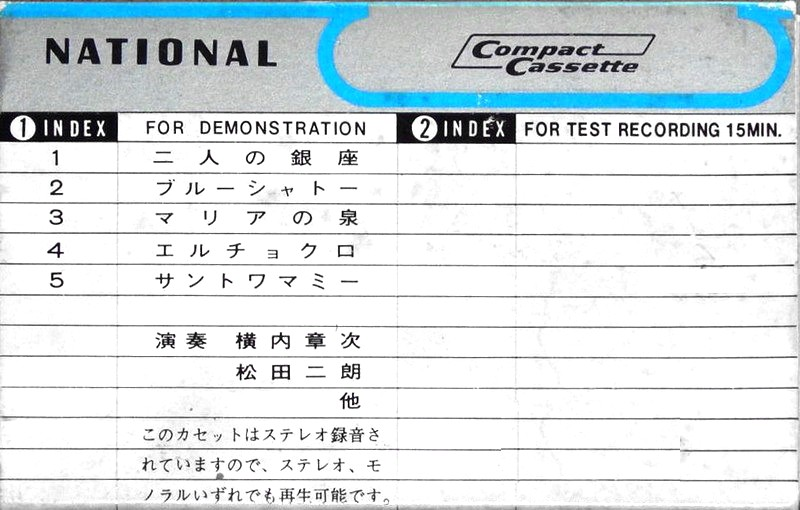 NATIONAL
Compact
Cassette
1 INDEX FOR DEMONSTRATION 2 INDEX FOR TEST RECORDING 15MIN.
1 二人の銀座
2 ブルーシャトー
3 マリアの泉
4 エルチョクロ
5 サントワマミー
演奏 横内章次
松田二朗
他
このカセットはステレオ録音さ
れていますので、ステレオ、モ
ノラルいずれでも再生可能です。